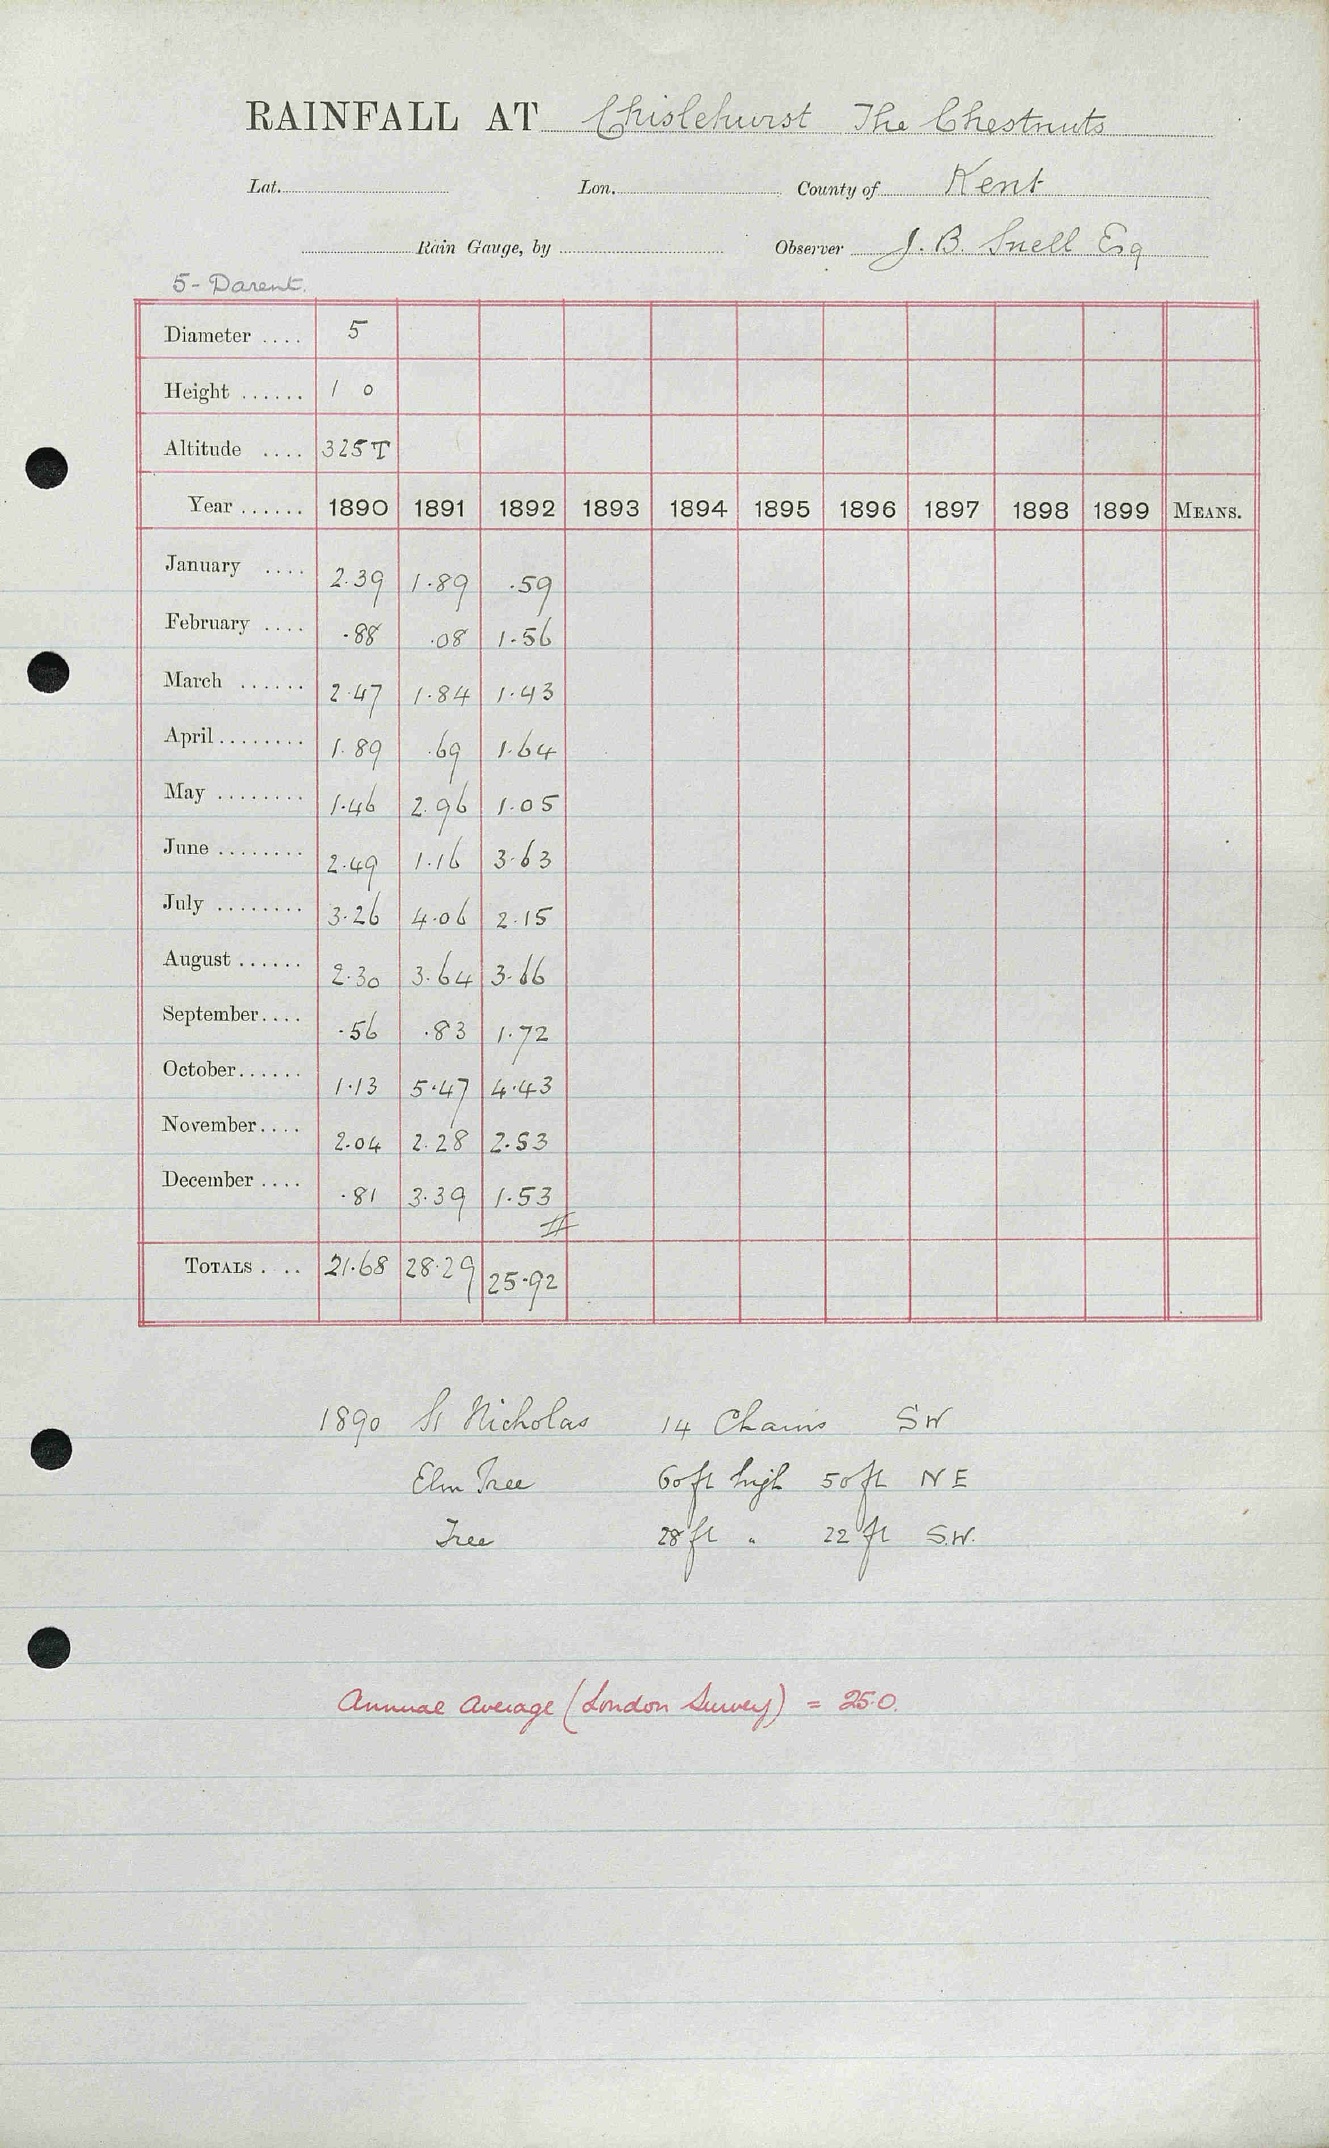 RAINFALL AT Chislehurst The Chestnuts
Lat. Lon. County of Kent
Rain Gauge, by Observer J. B. Snell Esq
5 - Darent.
Diameter .... 5
Height ...... 1 0
Altitude .... 325 T
Year ...... 1890 1891 1892 1893 1894 1895 1896 1897 1898 1899 MEANS.
January .... 2.39 1.89 .59
February .... .88 .08 1.56
March ...... 2.47 1.84 1.43
April ........ 1.89 .69 1.64
May ........ 1.46 2.96 1.05
June ........ 2.49 1.16 3.63
July ........ 3.26 4.06 2.15
August ...... 2.30 3.64 3.66
September.... .56 .83 1.72
October...... 1.13 5.47 4.43
November.... 2.04 2.28 2.53
December .... .81 3.39 1.53
TOTALS .... 21.68 28.29 25.92
1890 St Nicholas 14 Chains SW
Elm Tree 60 ft high 50 ft NE
Tree 28 ft " 22 ft S.W.
Annual Average (London Survey) = 25.0.